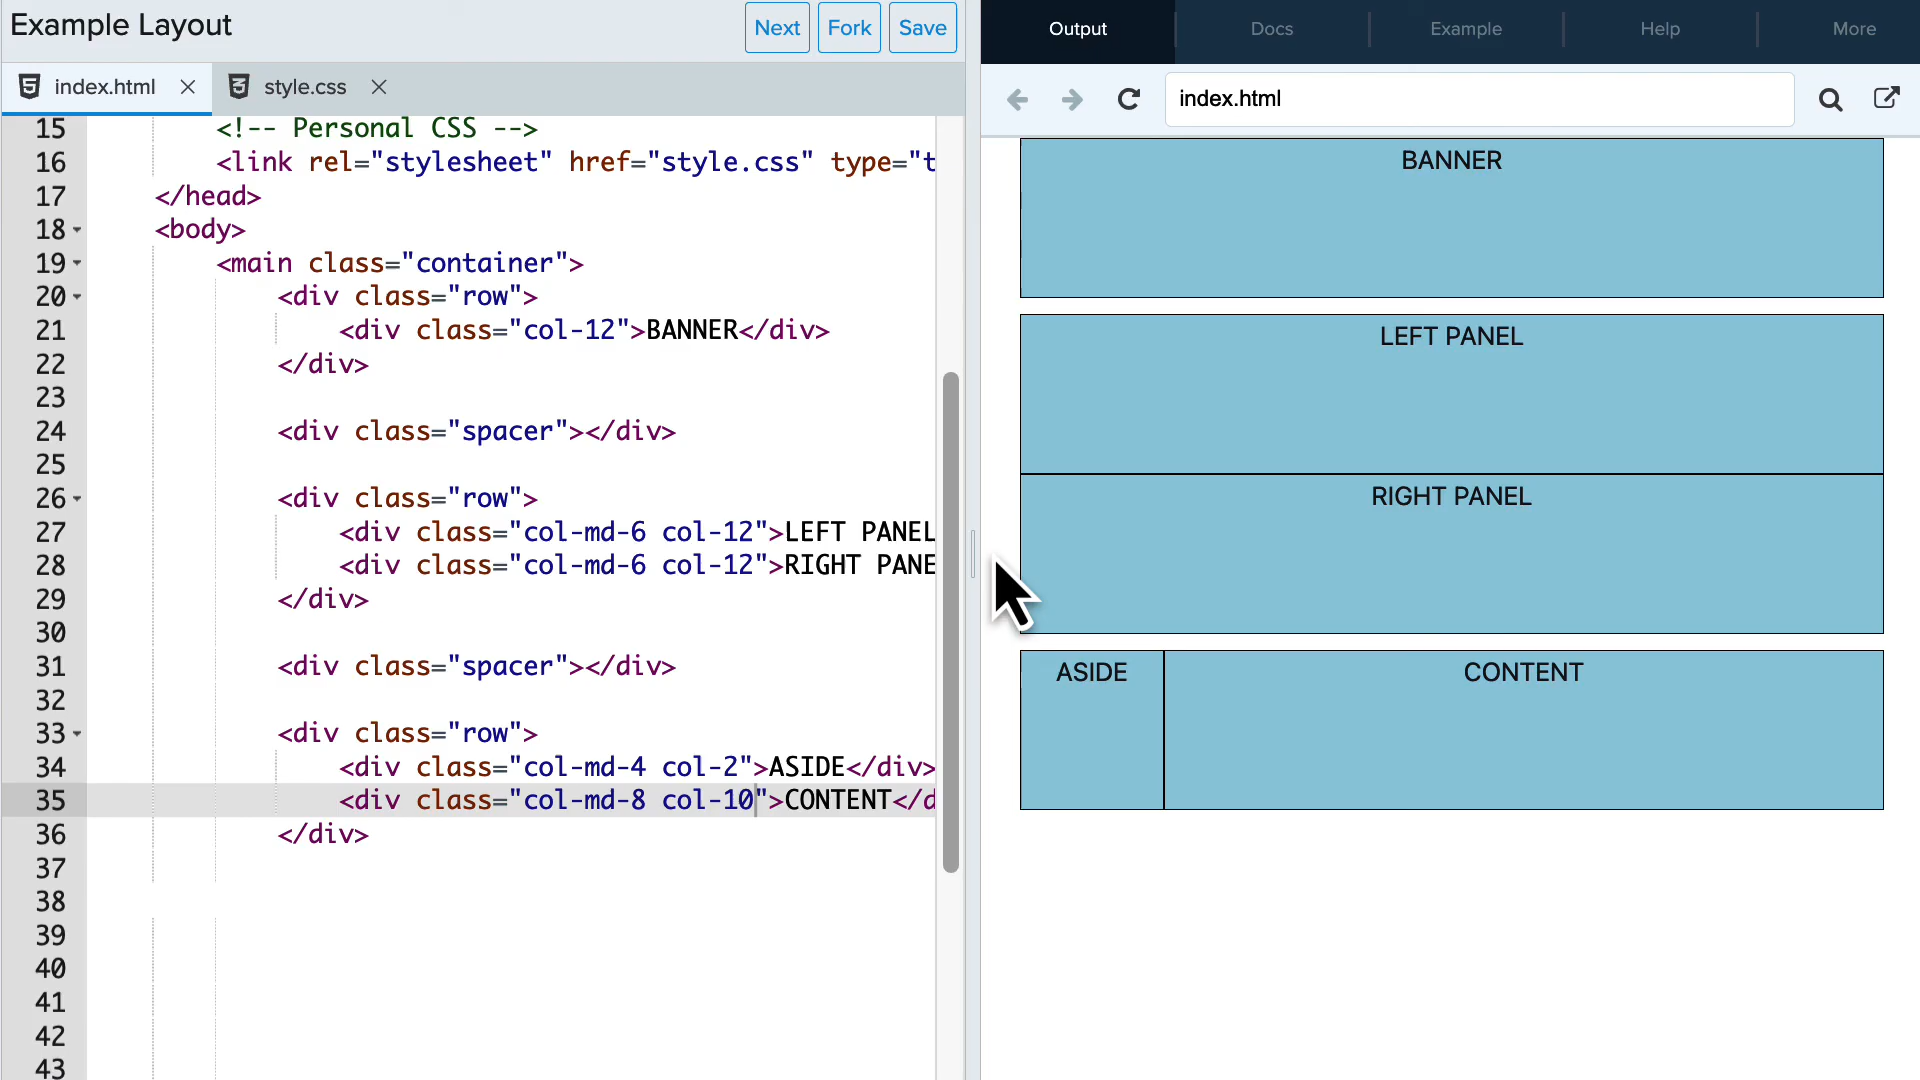 Example Layout
Next
Fork
Save
index.html
style.css
15 <!-- Personal CSS -->
16 <link rel="stylesheet" href="style.css" type="t
17 </head>
18 <body>
19 <main class="container">
20 <div class="row">
21 <div class="col-12">BANNER</div>
22 </div>
23
24 <div class="spacer"></div>
25
26 <div class="row">
27 <div class="col-md-6 col-12">LEFT PANEL
28 <div class="col-md-6 col-12">RIGHT PANE
29 </div>
30
31 <div class="spacer"></div>
32
33 <div class="row">
34 <div class="col-md-4 col-2">ASIDE</div>
35 <div class="col-md-8 col-10">CONTENT</d
36 </div>
37
38
39
40
41
42
43
Output
Docs
Example
Help
More
index.html
BANNER
LEFT PANEL
RIGHT PANEL
ASIDE
CONTENT